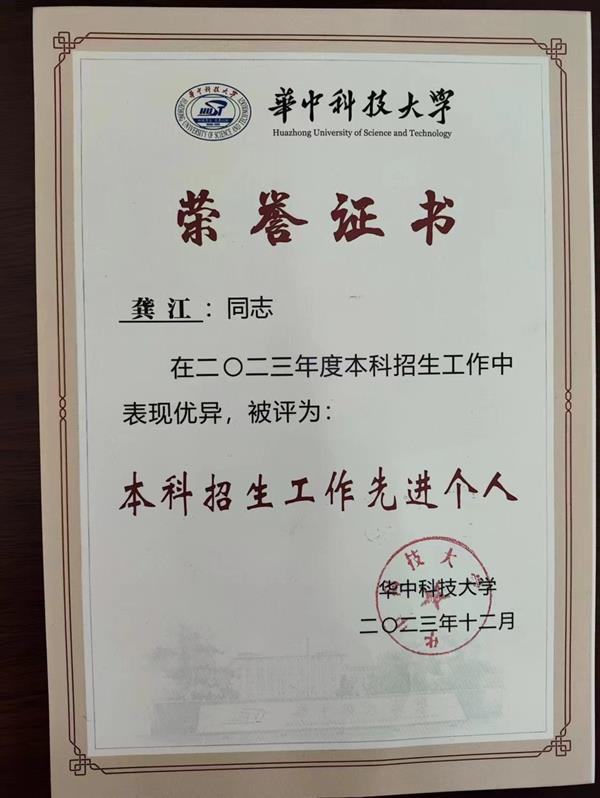 華中科技大学
Huazhong University of Science and Technology
HUST
荣誉证书
龚江：同志
在二〇二三年度本科招生工作中
表现优异，被评为：
本科招生工作先进个人
华中科技大学
二〇二三年十二月